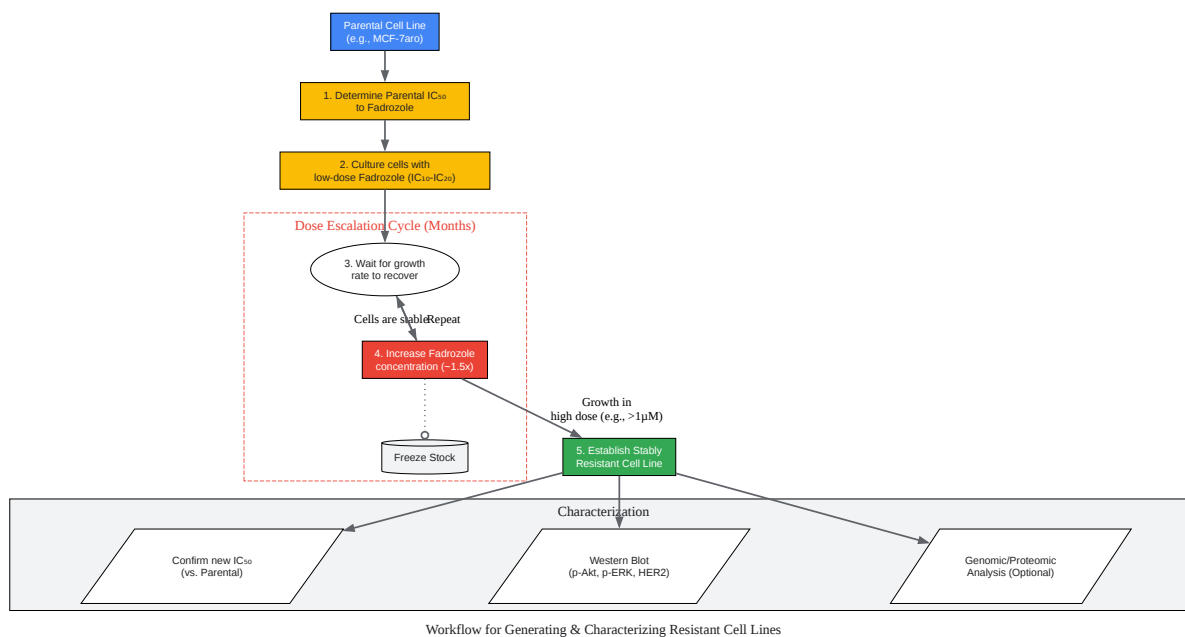 Parental Cell Line
(e.g., MCF-7aro)
1. Determine Parental IC₅₀
to Fadrozole
2. Culture cells with
low-dose Fadrozole (IC₁₀-IC₂₀)
Dose Escalation Cycle (Months)
3. Wait for growth
rate to recover
Cells are stable
Repeat
4. Increase Fadrozole
concentration (~1.5x)
Growth in
high dose (e.g., >1μM)
Freeze Stock
5. Establish Stably
Resistant Cell Line
Characterization
Confirm new IC₅₀
(vs. Parental)
Western Blot
(p-Akt, p-ERK, HER2)
Genomic/Proteomic
Analysis (Optional)
Workflow for Generating & Characterizing Resistant Cell Lines